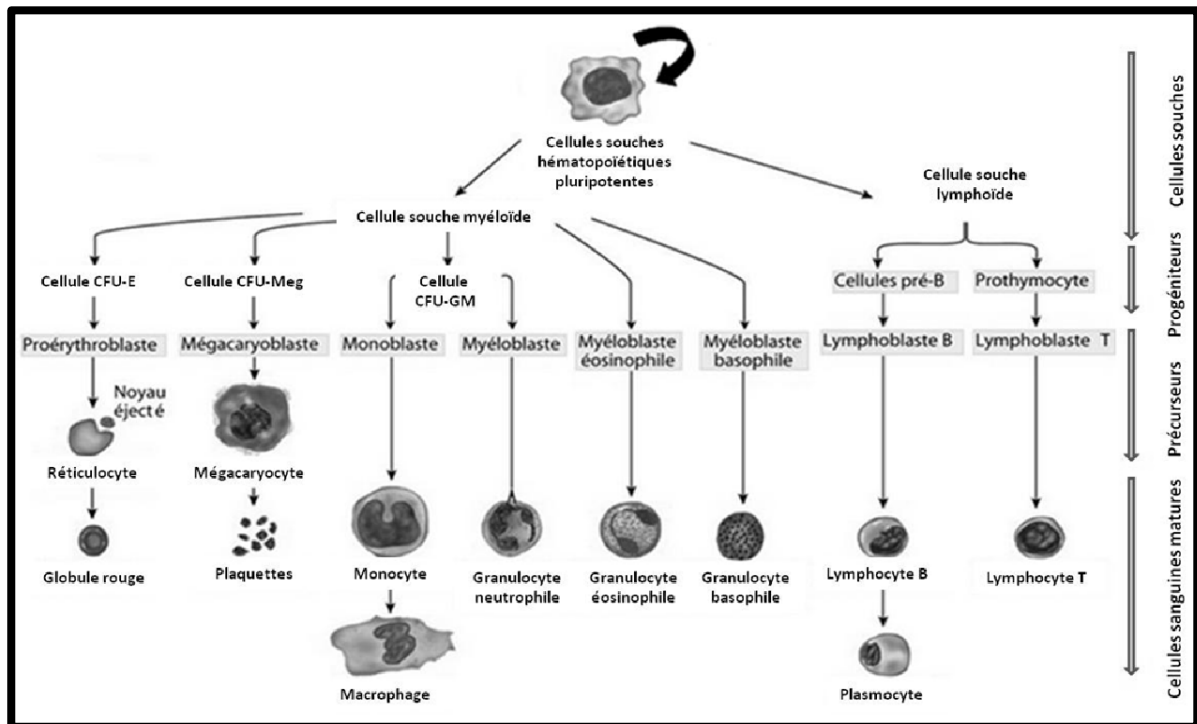 Cellules souches
hématopoïétiques
pluripotentes
Cellule souche
lymphoïde
Cellule souche myéloïde
Cellule CFU-E
Cellule CFU-Meg
Cellule
CFU-GM
Cellules pré-B
Prothymocyte
Proérythroblaste
Mégacaryoblaste
Monoblaste
Myéloblaste
Myéloblaste
éosinophile
Myéloblaste
basophile
Lymphoblaste B
Lymphoblaste T
Noyau
éjecté
Réticulocyte
Mégacaryocyte
Globule rouge
Plaquettes
Monocyte
Granulocyte
neutrophile
Granulocyte
éosinophile
Granulocyte
basophile
Lymphocyte B
Lymphocyte T
Macrophage
Plasmocyte
Cellules souches
Progéniteurs
Précurseurs
Cellules sanguines matures